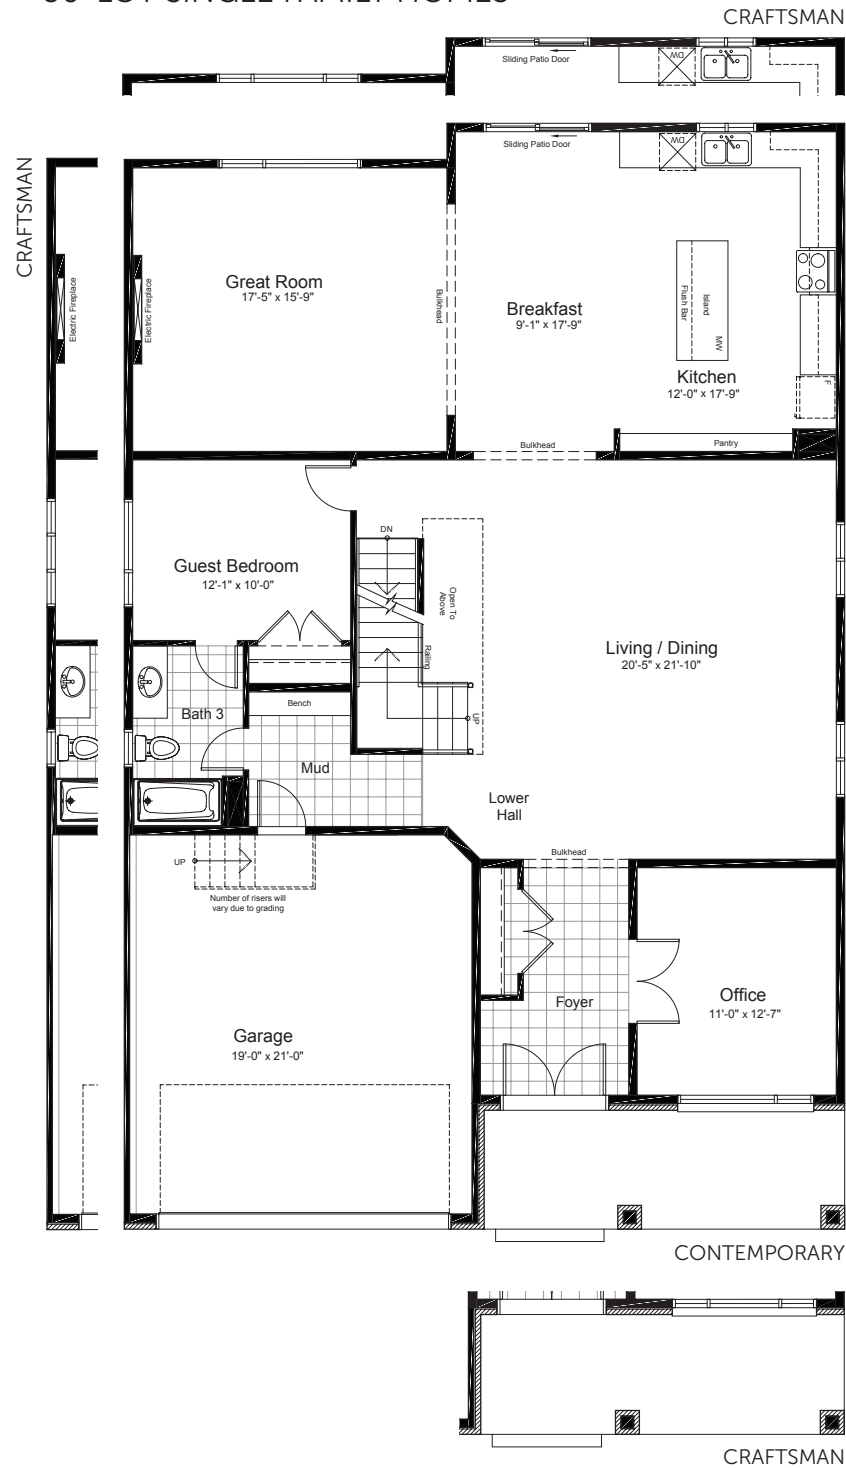 CRAFTSMAN
Sliding Patio Door
DW
Sliding Patio Door
DW
CRAFTSMAN
Electric Fireplace
Electric Fireplace
Great Room
17'-5" x 15'-9"
Bulkhead
Breakfast
9'-1" x 17'-9"
Island
Flush Bar
MW
Kitchen
12'-0" x 17'-9"
F
Bulkhead
Pantry
DN
Guest Bedroom
12'-1" x 10'-0"
Open To
Above
Railing
Living / Dining
20'-5" x 21'-10"
Bench
Bath 3
UP
Mud
Lower
Hall
Bulkhead
UP
Number of risers will
vary due to grading
Foyer
Office
11'-0" x 12'-7"
Garage
19'-0" x 21'-0"
CONTEMPORARY
CRAFTSMAN